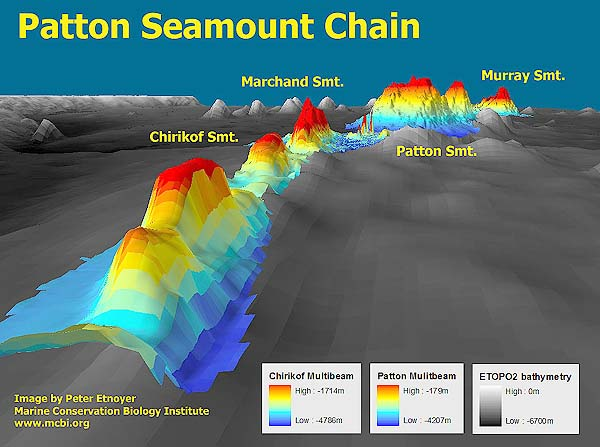 Patton Seamount Chain
Marchand Smt.
Murray Smt.
Chirikof Smt.
Patton Smt.
Image by Peter Etnoyer
Marine Conservation Biology Institute
www.mcbi.org
Chirikof Multibeam
High : -1714m
Low : -4786m
Patton Mulitbeam
High : -179m
Low : -4207m
ETOPO2 bathymetry
High : 0m
Low : -6700m